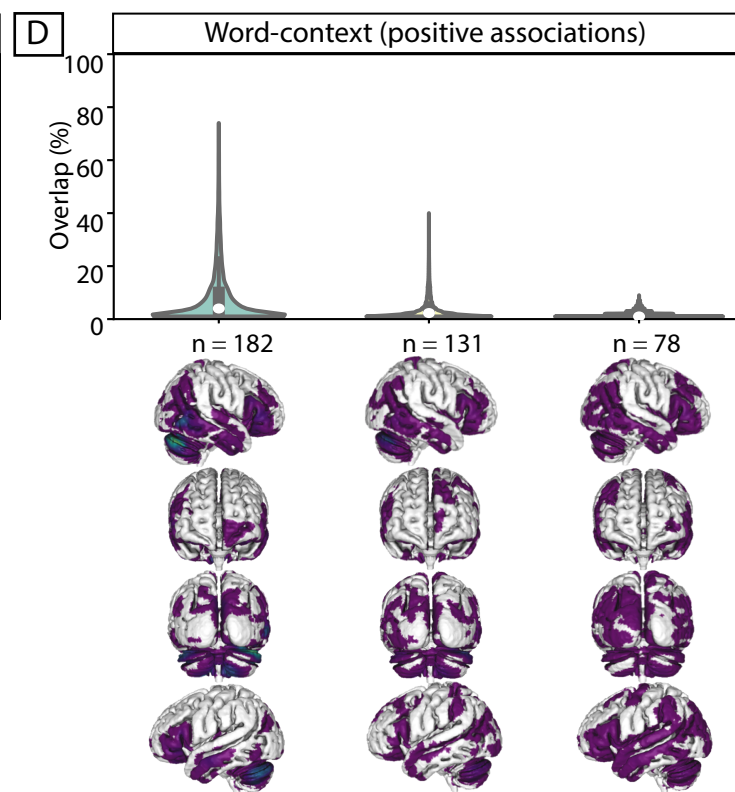 D
Word-context (positive associations)
Overlap (%)
100
80
60
40
20
0
n = 182
n = 131
n = 78